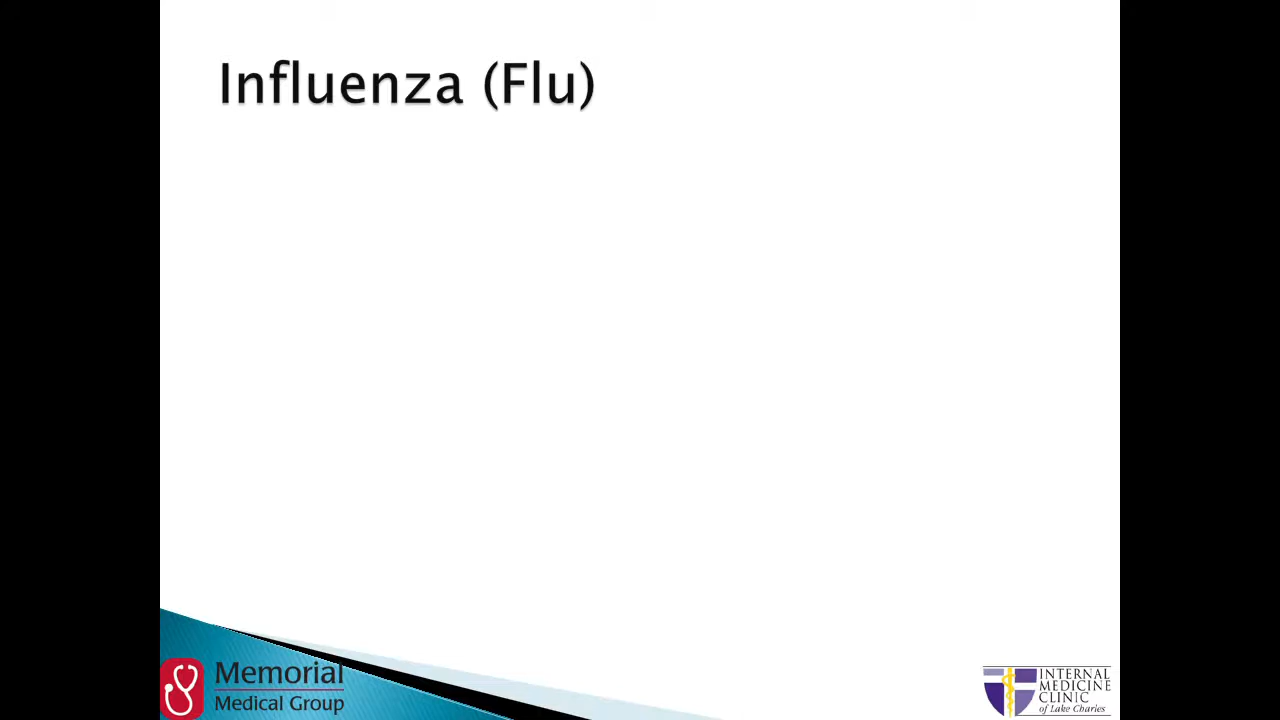 Influenza (Flu)
Memorial
Medical Group
INTERNAL
MEDICINE
CLINIC
of Lake Charles